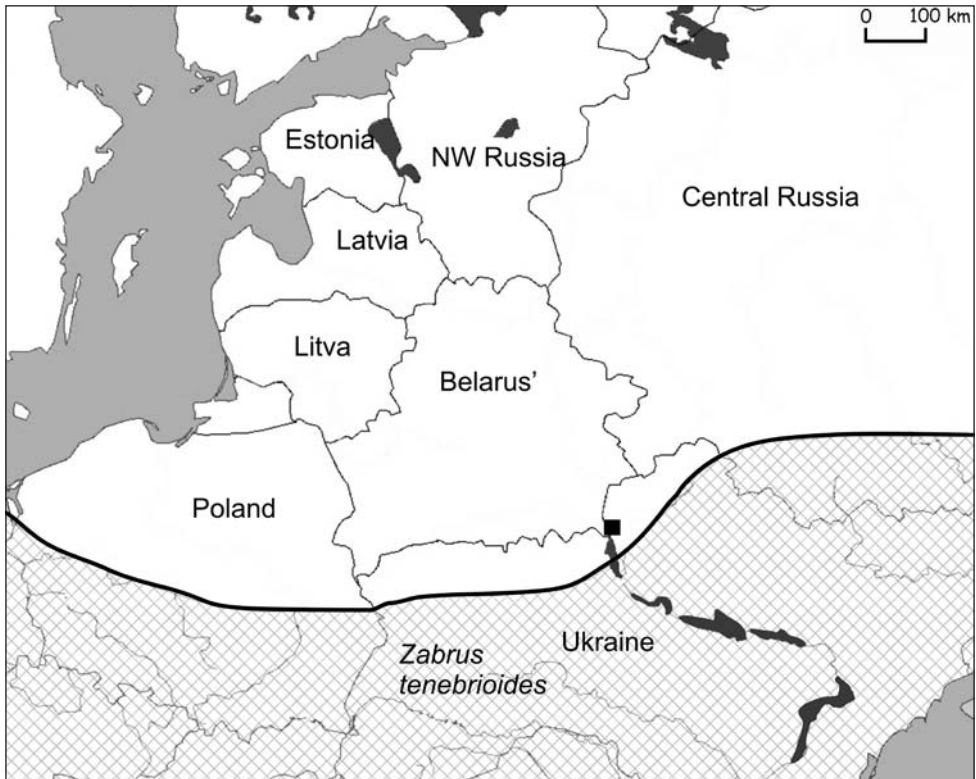 0 100 km
Estonia
NW Russia
Central Russia
Latvia
Litva
Belarus’
Poland
Ukraine
Zabrus
tenebrioides